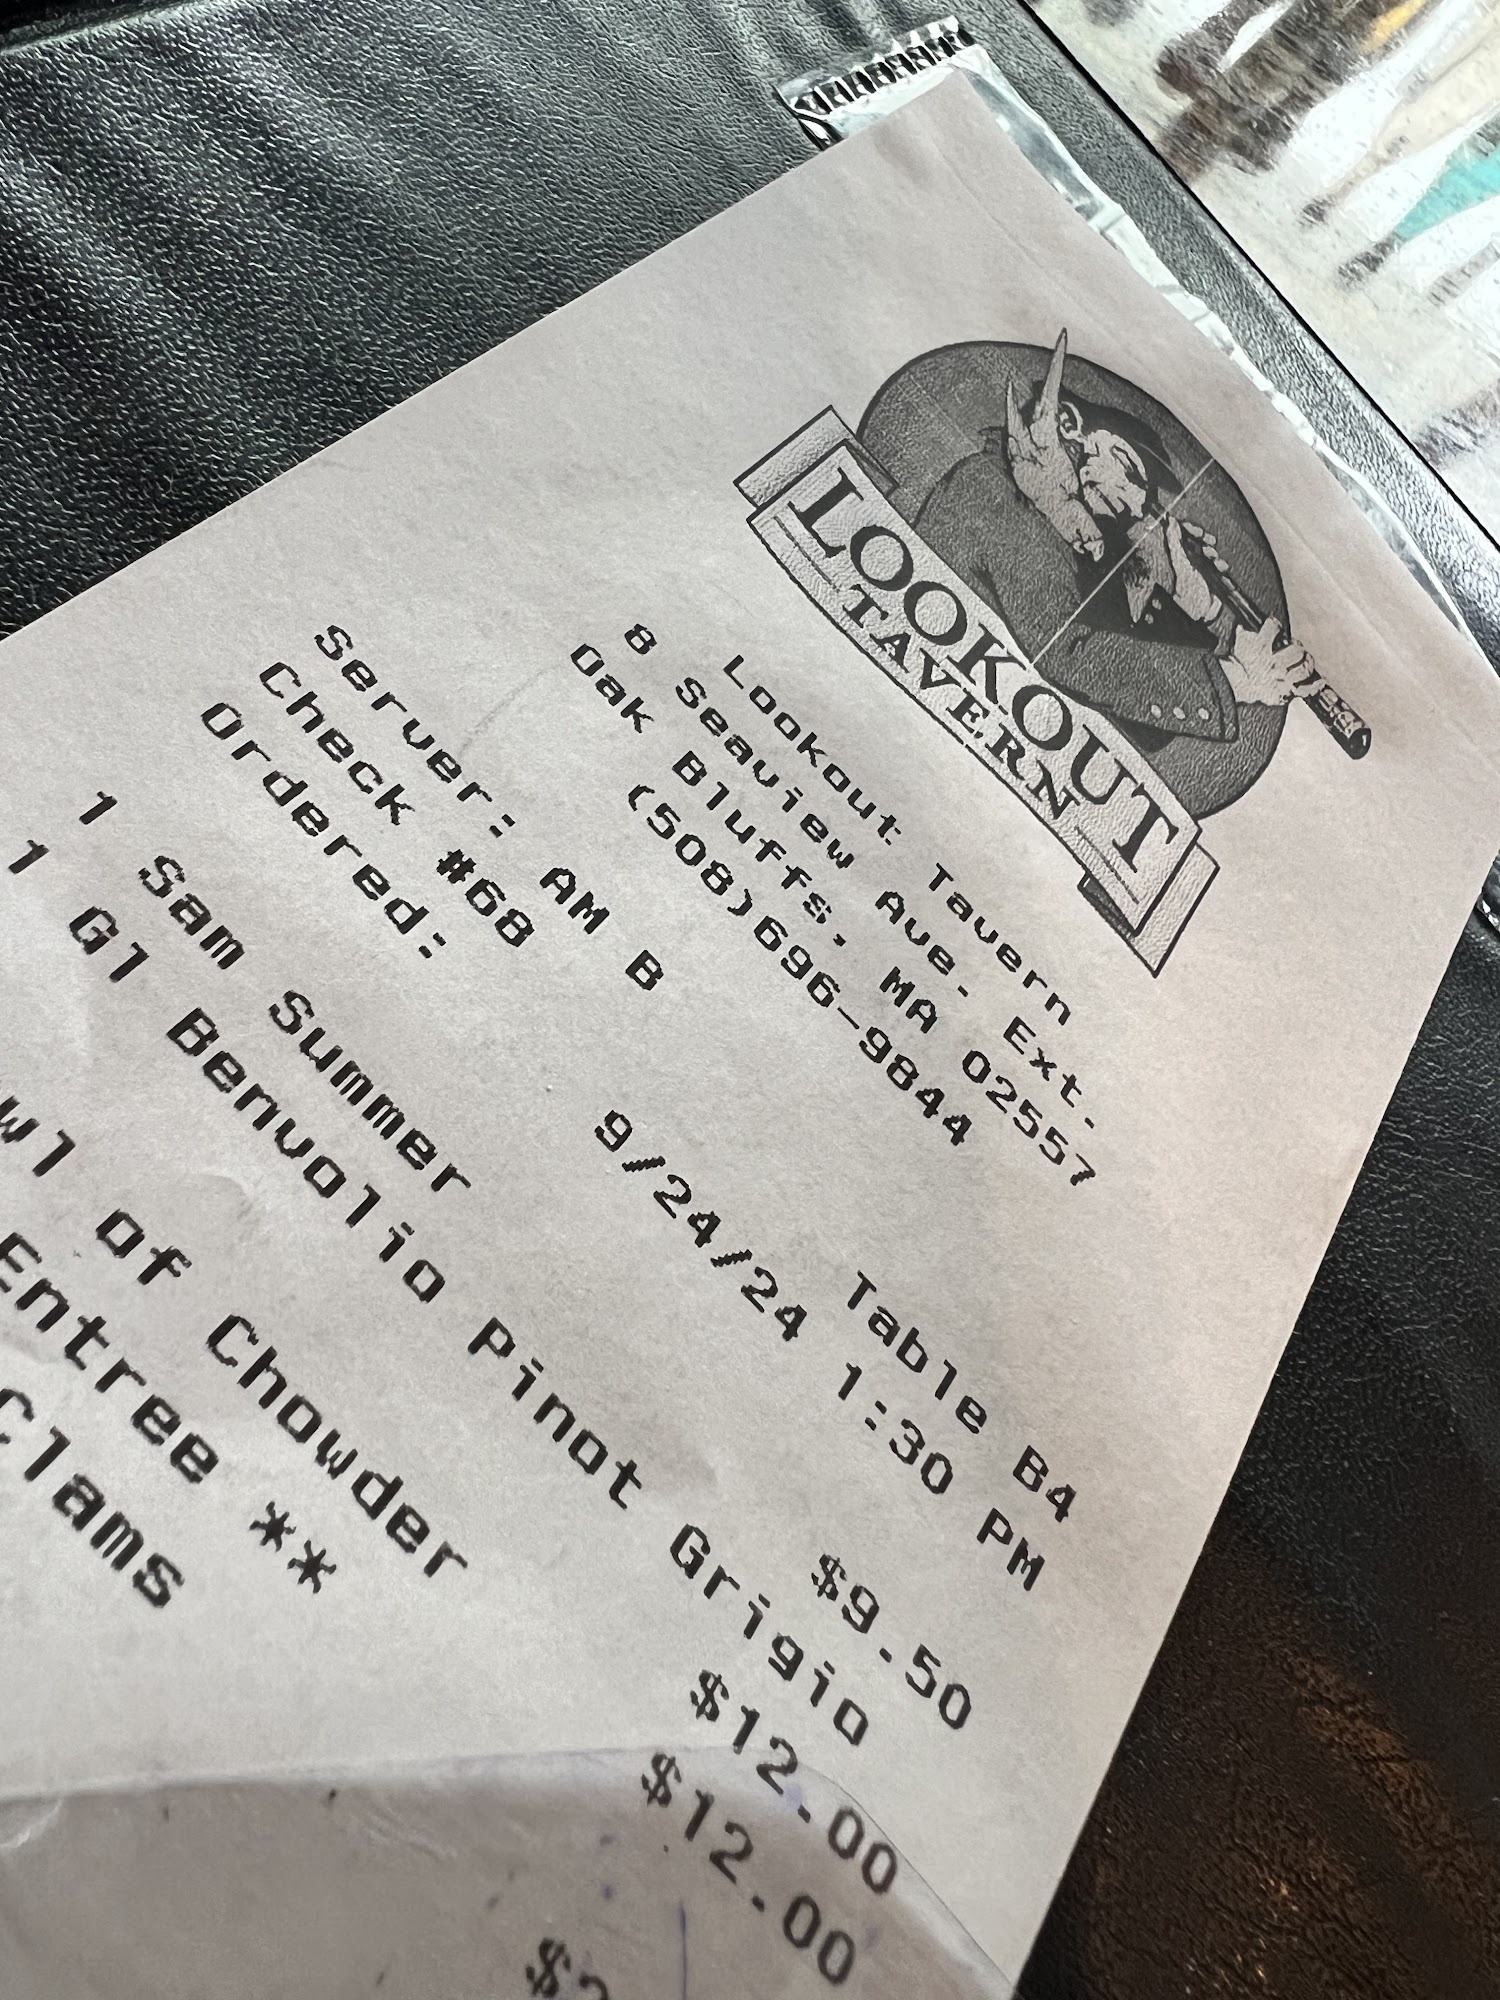 LOOKOUT
TAVERN
Lookout Tavern
8 Seaview Ave. Ext.
Oak Bluffs, MA 02557
(508)696-9844
Server: AM B
Check #68 Table B4
Ordered: 9/24/24 1:30 PM
1 Sam Summer $9.50
1 Gl Benvolio Pinot Grigio
$12.00
of Chowder $12.00
Entree **
Clams